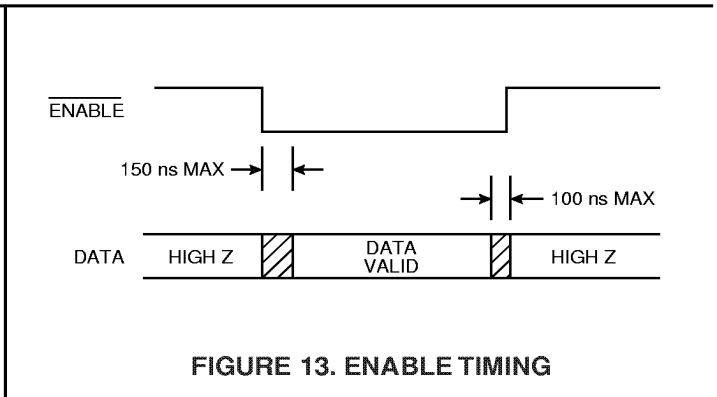 ENABLE
150 ns MAX
100 ns MAX
DATA
HIGH Z
DATA
VALID
HIGH Z
FIGURE 13. ENABLE TIMING